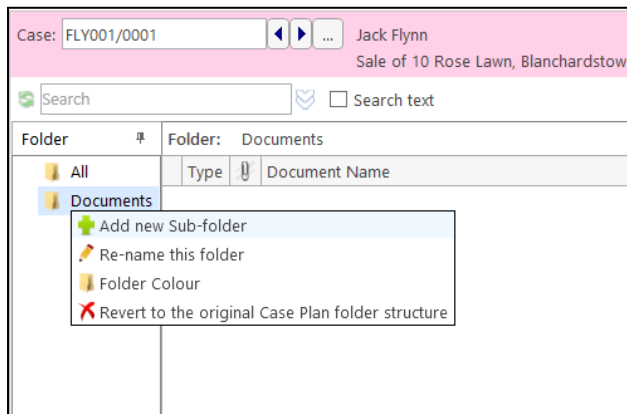 Case: FLY001/0001 ... Jack Flynn
Sale of 10 Rose Lawn, Blanchardstow
Search Search text
Folder Folder: Documents
All Type Document Name
Documents
Add new Sub-folder
Re-name this folder
Folder Colour
Revert to the original Case Plan folder structure